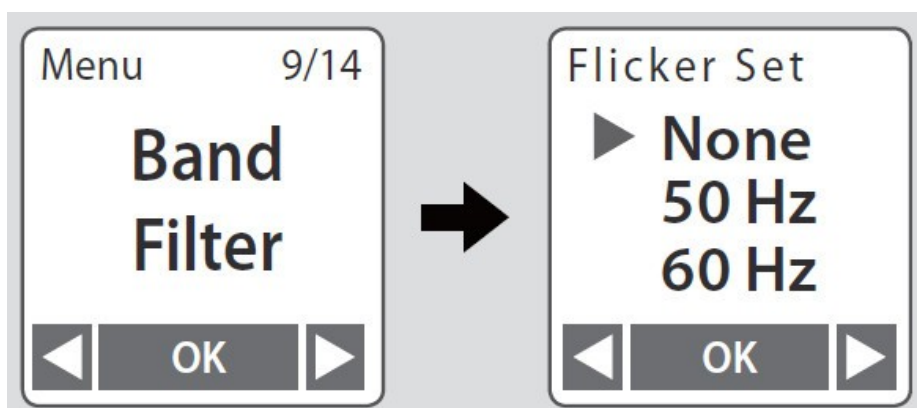 Menu 9/14
Band
Filter
OK
Flicker Set
None
50 Hz
60 Hz
OK